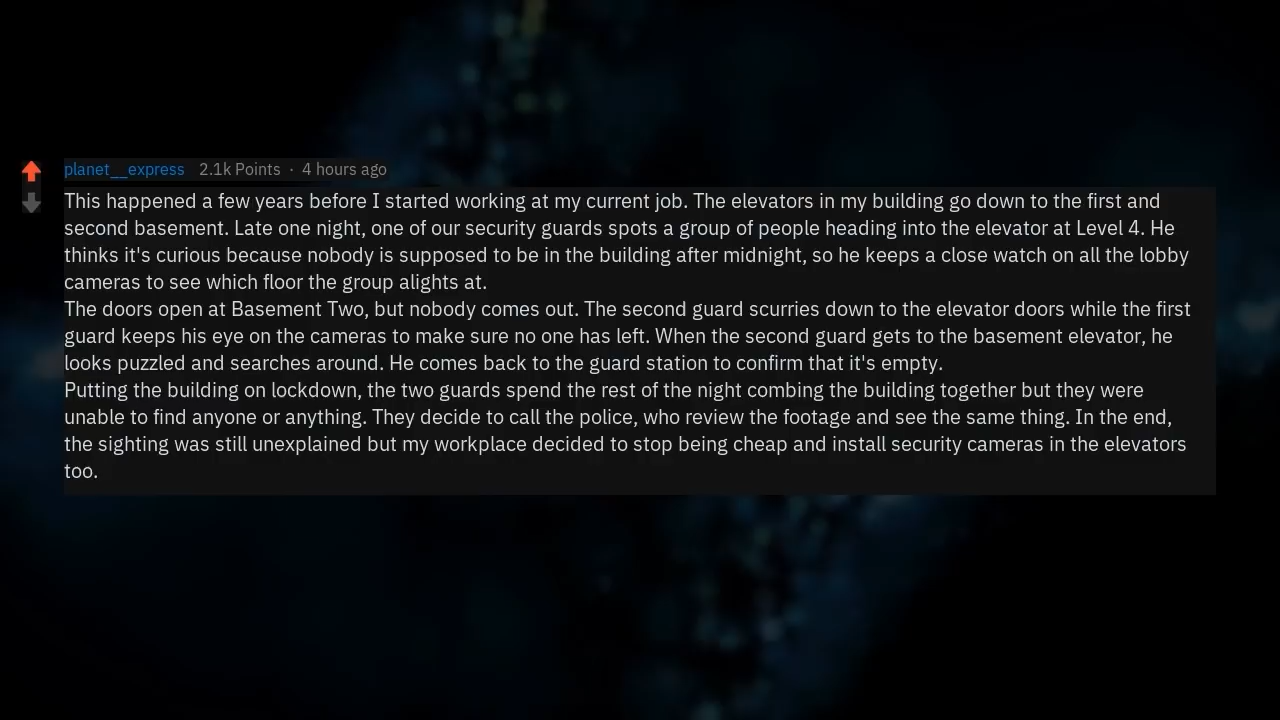 planet__express 2.1k Points · 4 hours ago
This happened a few years before I started working at my current job. The elevators in my building go down to the first and
second basement. Late one night, one of our security guards spots a group of people heading into the elevator at Level 4. He
thinks it's curious because nobody is supposed to be in the building after midnight, so he keeps a close watch on all the lobby
cameras to see which floor the group alights at.
The doors open at Basement Two, but nobody comes out. The second guard scurries down to the elevator doors while the first
guard keeps his eye on the cameras to make sure no one has left. When the second guard gets to the basement elevator, he
looks puzzled and searches around. He comes back to the guard station to confirm that it's empty.
Putting the building on lockdown, the two guards spend the rest of the night combing the building together but they were
unable to find anyone or anything. They decide to call the police, who review the footage and see the same thing. In the end,
the sighting was still unexplained but my workplace decided to stop being cheap and install security cameras in the elevators
too.